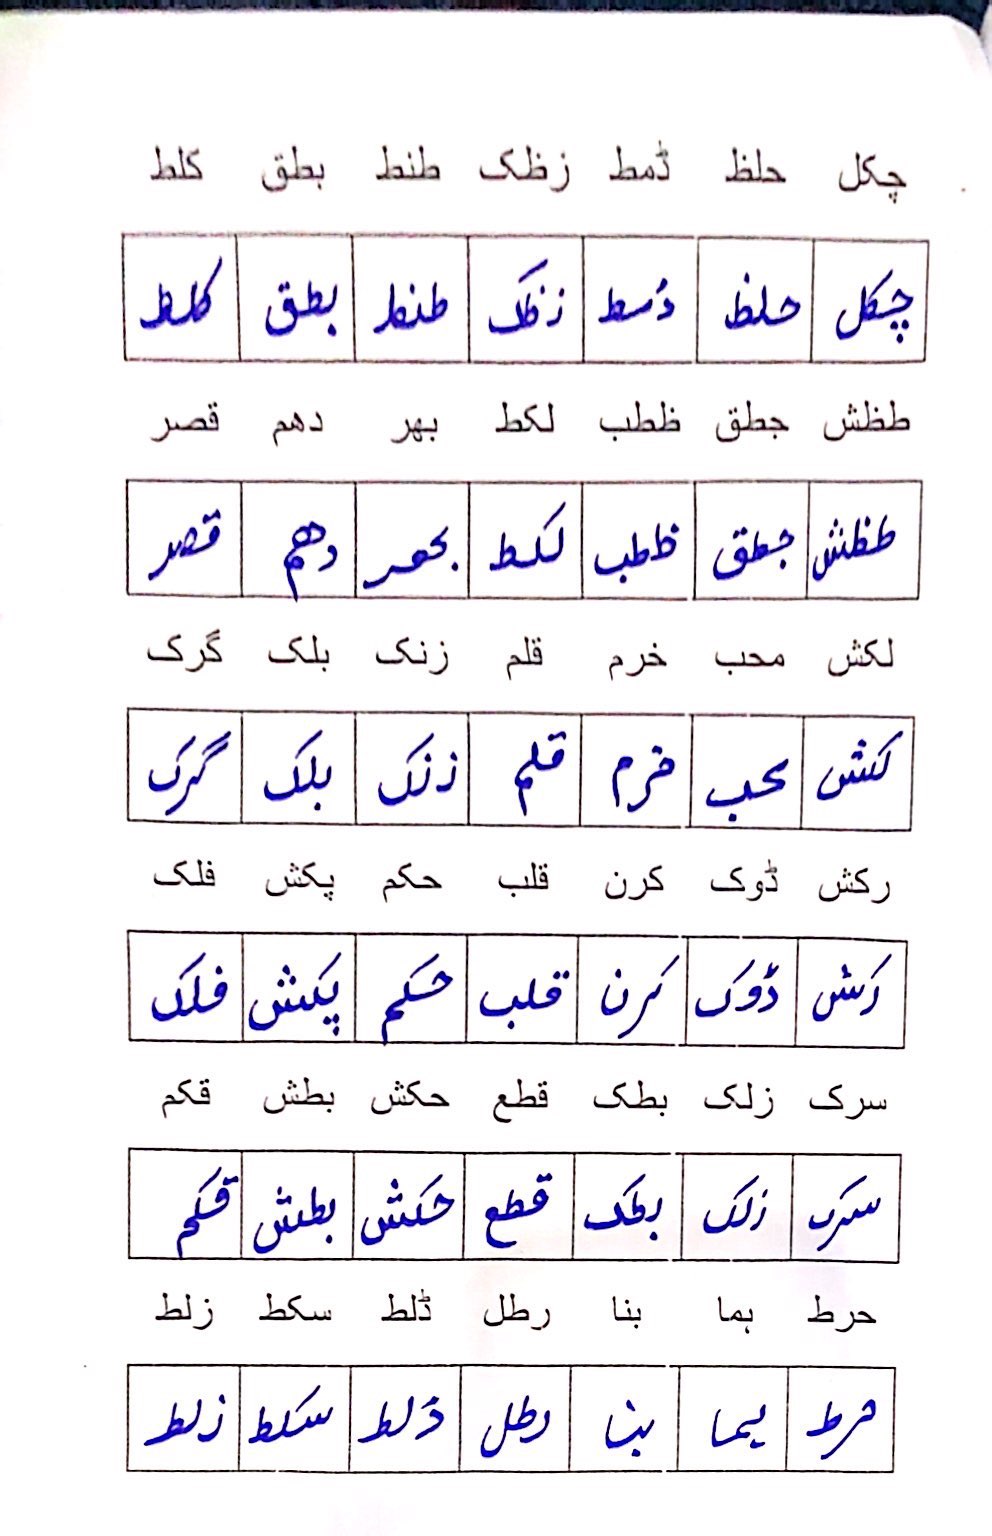 چکل حلظ ڈمط زظک طنط بطق کلط
چکل حلظ دُمط زظک طنط بطق کلط
طظش جطق ظطب لکط بھر دھم قصر
طظش جطق ظطب لکط بھر دھم قصر
لکش محب خرم قلم زنک بلک گرک
لکش محب خرم قلم زنک بلک گرک
رکش ڈوک کرن قلب حکم پکش فلک
رکش ڈوک کرن قلب حکم پکش فلک
سرک زلک بطک قطع حکش بطش قکم
سرک زلک بطک قطع حکش بطش قکم
حرط ہما بنا رطل ڈلط سکط زلط
حرط ہما بنا رطل ڈلط سکط زلط